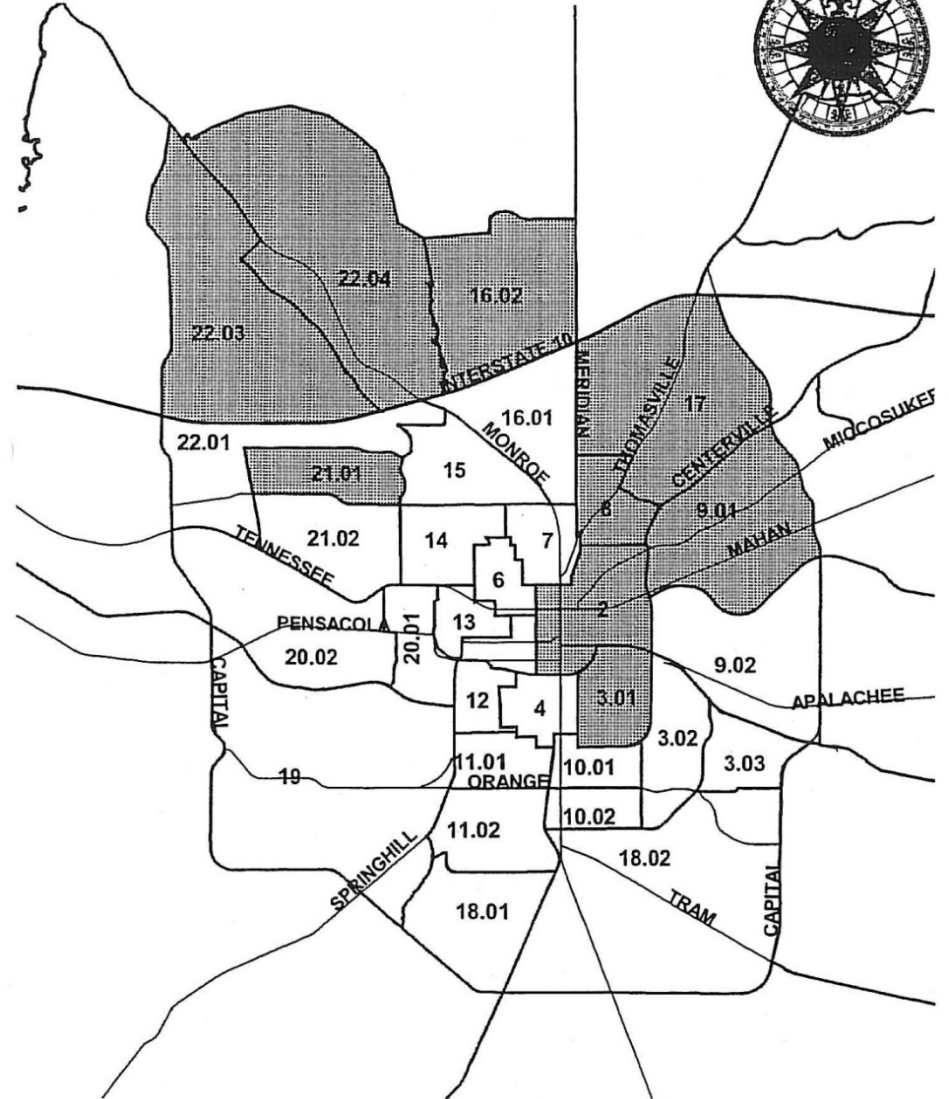 22.04
16.02
22.03
INTERSTATE 10
MERIDIAN
THOMASVILLE
17
CENTERVILLE
MICCOSUKEE
22.01
16.01
MONROE
15
21.01
8
9.01
MAHAN
TENNESSEE
21.02
14
7
6
2
PENSACOLA
20.01
13
20.02
CAPITAL
9.02
APALACHEE
12
4
3.01
3.02
3.03
11.01
10.01
19
ORANGE
10.02
11.02
SPRINGHILL
18.02
TRAM
CAPITAL
18.01